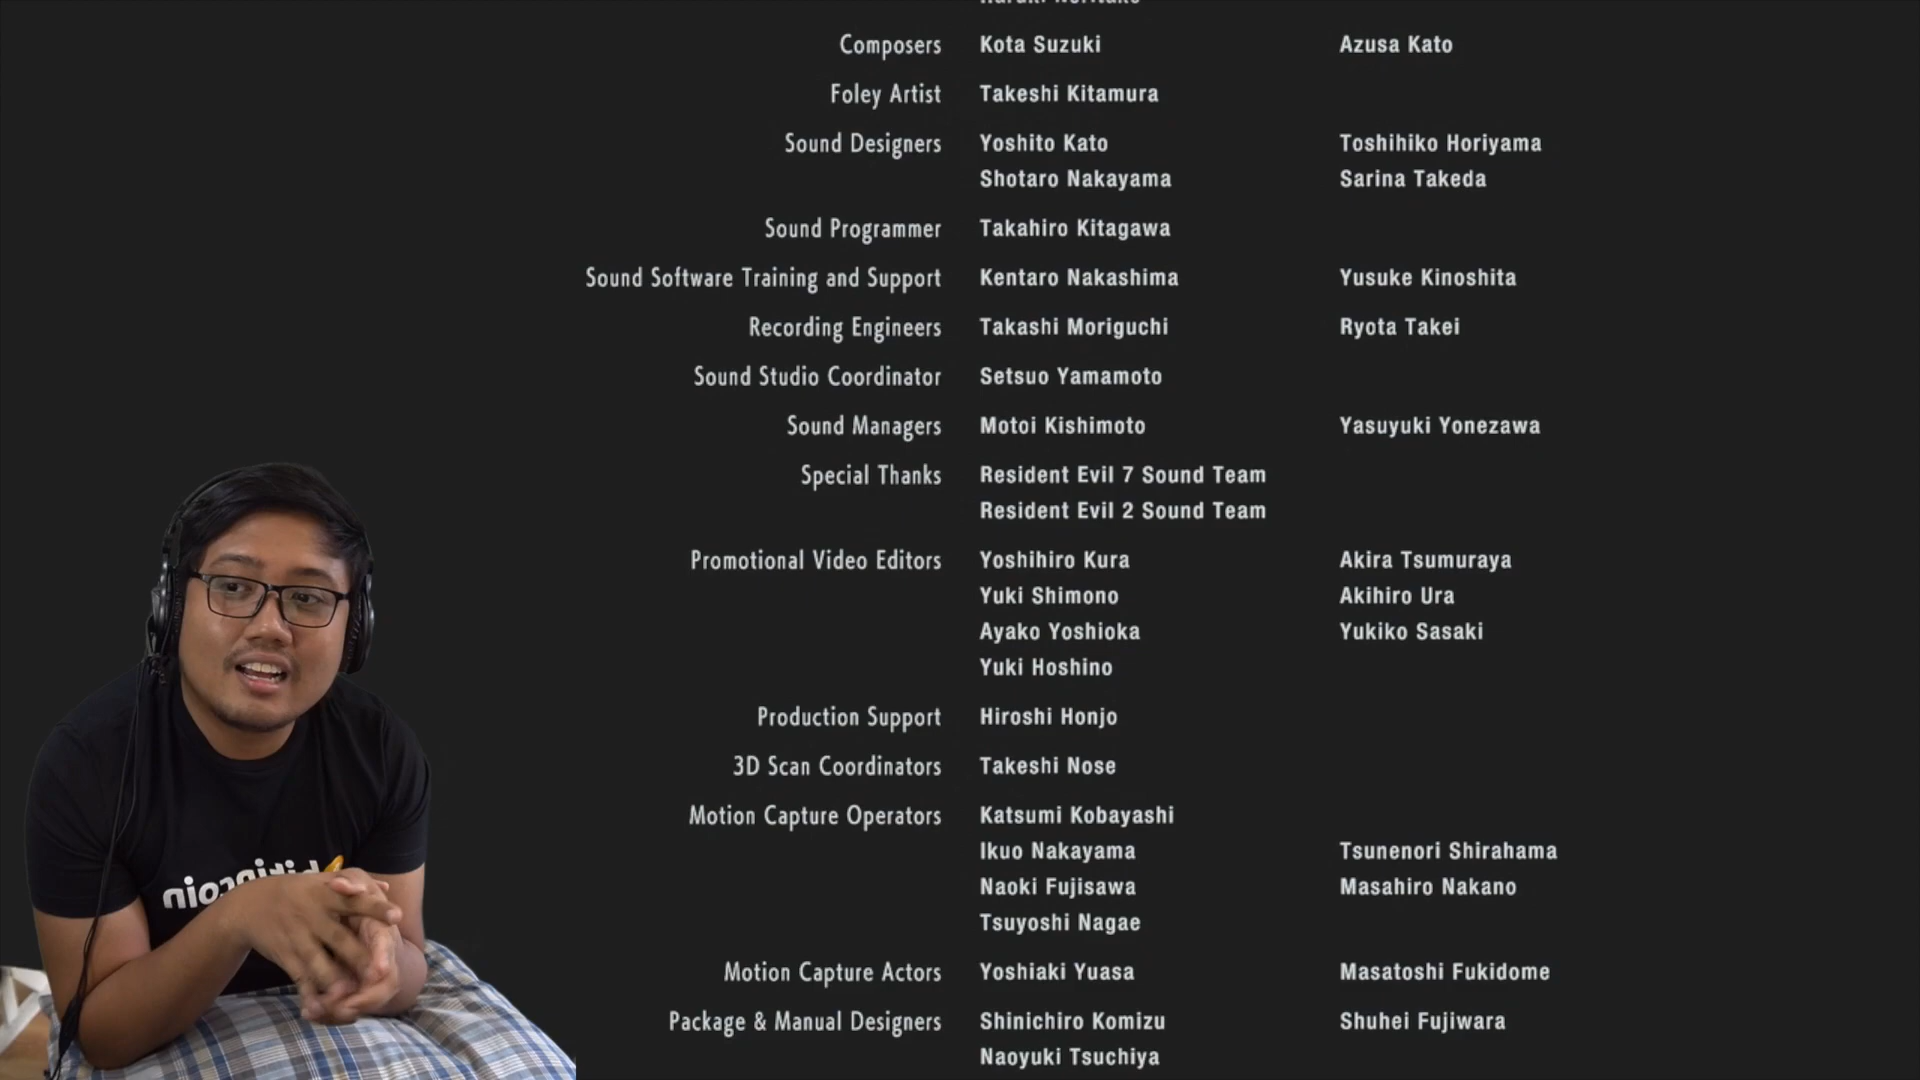 Composers Kota Suzuki Azusa Kato
Foley Artist Takeshi Kitamura
Sound Designers Yoshito Kato Toshihiko Horiyama
Shotaro Nakayama Sarina Takeda
Sound Programmer Takahiro Kitagawa
Sound Software Training and Support Kentaro Nakashima Yusuke Kinoshita
Recording Engineers Takashi Moriguchi Ryota Takei
Sound Studio Coordinator Setsuo Yamamoto
Sound Managers Motoi Kishimoto Yasuyuki Yonezawa
Special Thanks Resident Evil 7 Sound Team
Resident Evil 2 Sound Team
Promotional Video Editors Yoshihiro Kura Akira Tsumuraya
Yuki Shimono Akihiro Ura
Ayako Yoshioka Yukiko Sasaki
Yuki Hoshino
Production Support Hiroshi Honjo
3D Scan Coordinators Takeshi Nose
Motion Capture Operators Katsumi Kobayashi
Ikuo Nakayama Tsunenori Shirahama
Naoki Fujisawa Masahiro Nakano
Tsuyoshi Nagae
Motion Capture Actors Yoshiaki Yuasa Masatoshi Fukidome
Package & Manual Designers Shinichiro Komizu Shuhei Fujiwara
Naoyuki Tsuchiya